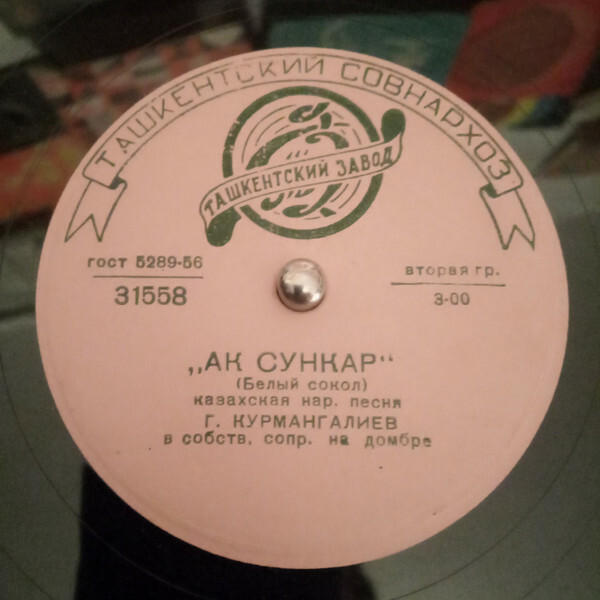 ТАШКЕНТСКИЙ СОВНАРХОЗ
ТАШКЕНТСКИЙ ЗАВОД
ГОСТ 5289-56
31558
вторая гр.
3-00
„АК СУНКАР“
(Белый сокол)
казахская нар. песня
Г. КУРМАНГАЛИЕВ
в собств. сопр. на домбре